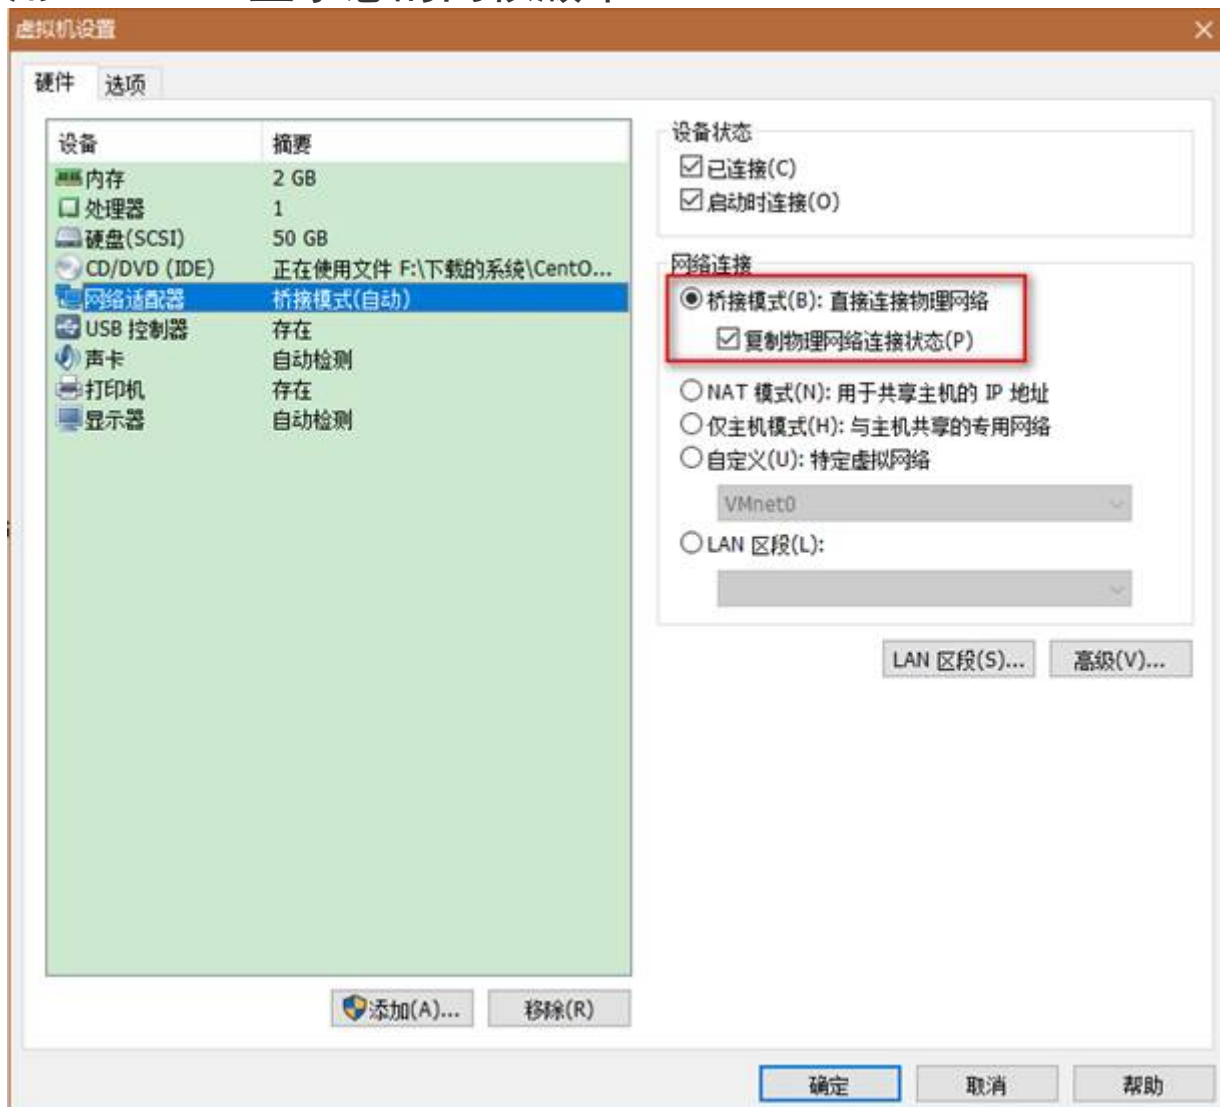 虚拟机设置
硬件 选项
设备 摘要
内存 2 GB
处理器 1
硬盘(SCSI) 50 GB
CD/DVD (IDE) 正在使用文件 F:\下载的系统\CentO...
网络适配器 桥接模式(自动)
USB 控制器 存在
声卡 自动检测
打印机 存在
显示器 自动检测
添加(A)... 移除(R)
设备状态
已连接(C)
启动时连接(O)
网络连接
桥接模式(B): 直接连接物理网络
复制物理网络连接状态(P)
NAT 模式(N): 用于共享主机的 IP 地址
仅主机模式(H): 与主机共享的专用网络
自定义(U): 特定虚拟网络
VMnet0
LAN 区段(L):
LAN 区段(S)... 高级(V)...
确定 取消 帮助